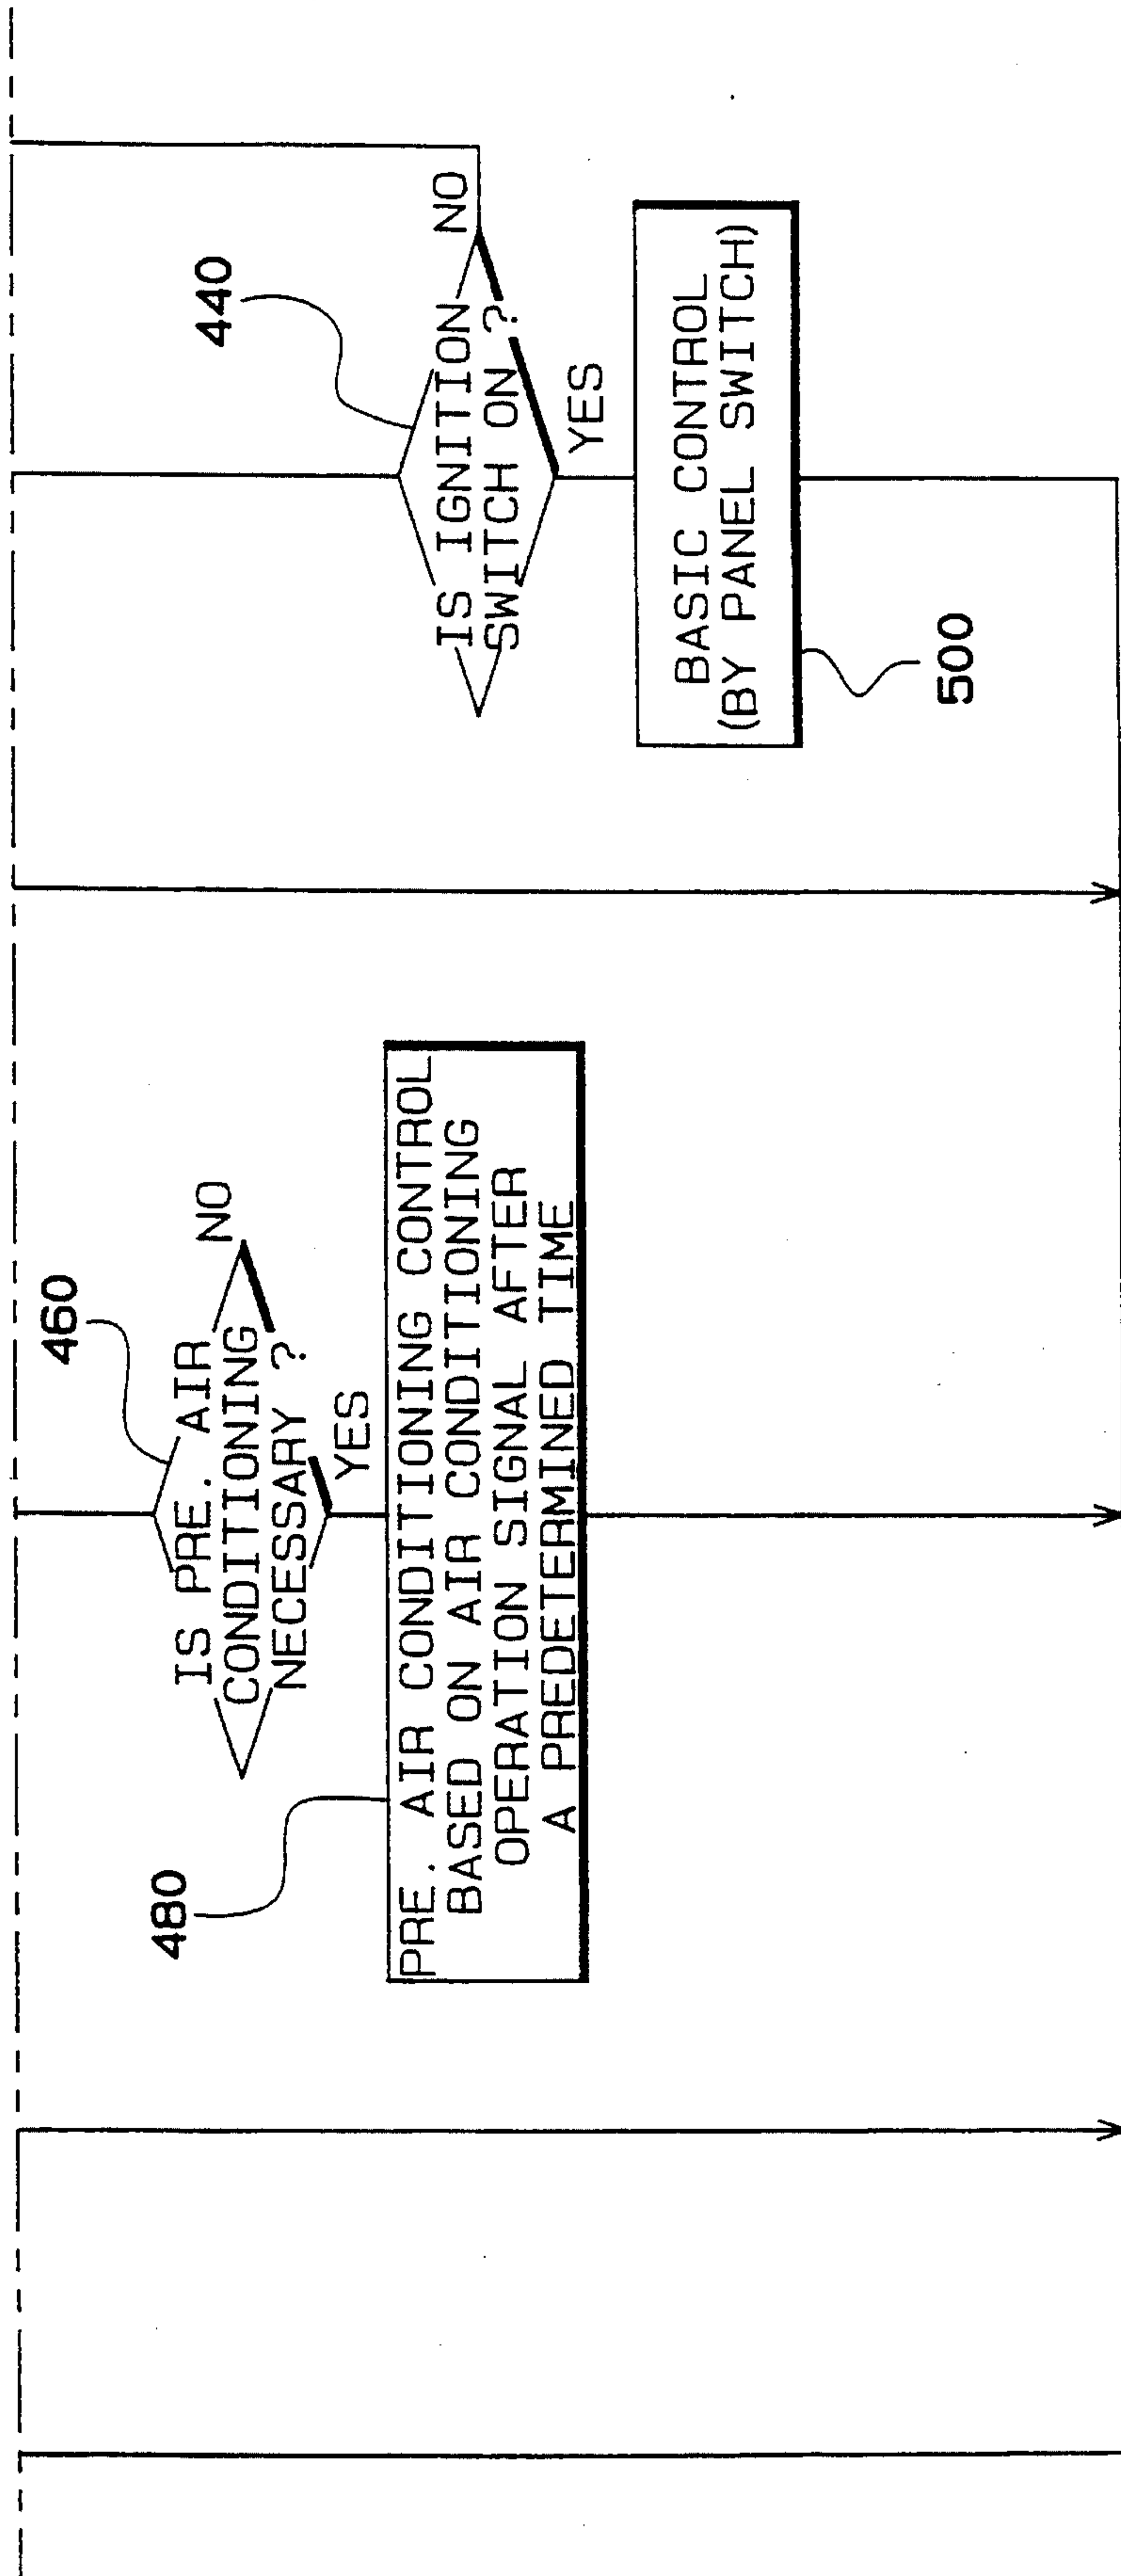 460
IS PRE. AIR
CONDITIONING
NECESSARY ?
NO
YES
480
PRE. AIR CONDITIONING CONTROL
BASED ON AIR CONDITIONING
OPERATION SIGNAL AFTER
A PREDETERMINED TIME
440
IS IGNITION
SWITCH ON ?
NO
YES
BASIC CONTROL
(BY PANEL SWITCH)
500